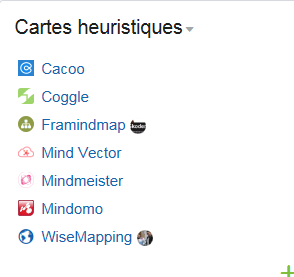 Cartes heuristiques
Cacoo
Coggle
Framindmap
Mind Vector
Mindmeister
Mindomo
WiseMapping